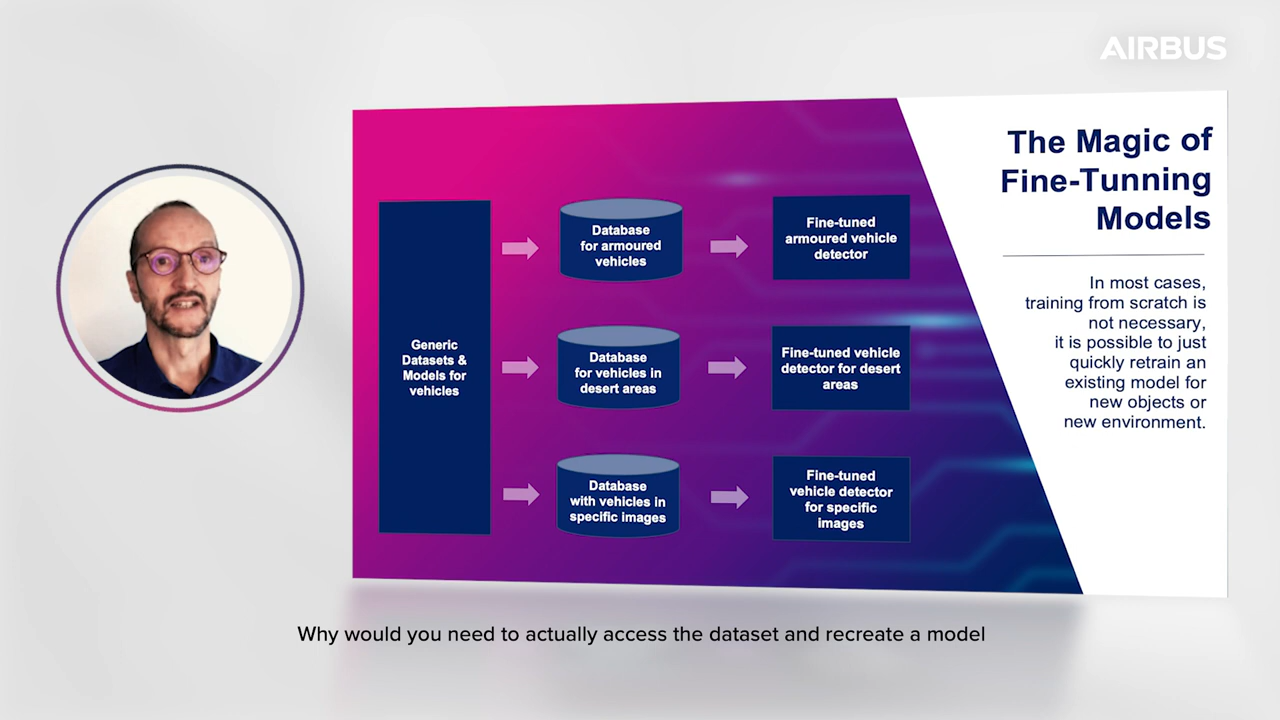 AIRBUS
The Magic of
Fine-Tunning
Models
In most cases,
training from scratch is
not necessary,
it is possible to just
quickly retrain an
existing model for
new objects or
new environment.
Generic
Datasets &
Models for
vehicles
Database
for armoured
vehicles
Fine-tuned
armoured vehicle
detector
Database
for vehicles in
desert areas
Fine-tuned vehicle
detector for desert
areas
Database
with vehicles in
specific images
Fine-tuned
vehicle detector
for specific
images
Why would you need to actually access the dataset and recreate a model